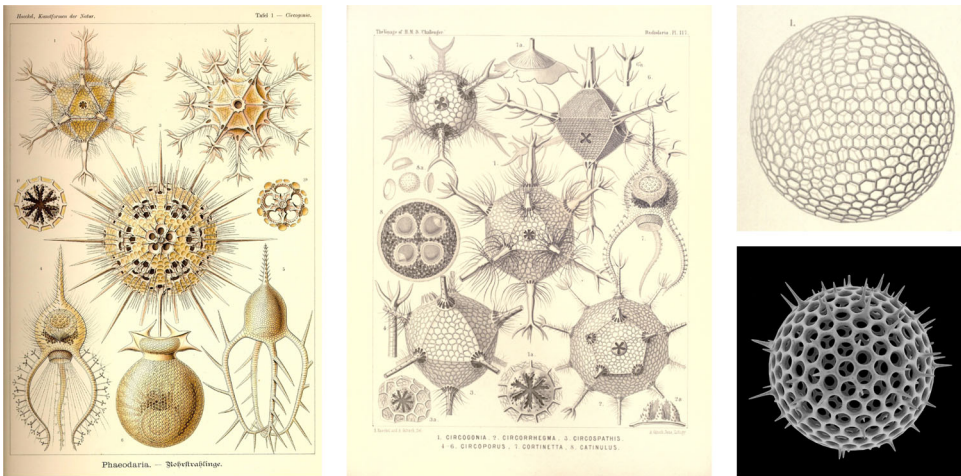 Haeckel, Kunstformen der Natur.
Tafel 1 — Circogonia.
Phaeodaria. — Rohrstrahlinge.
The Voyage of H.M.S. "Challenger"
Radiolaria. Pl. 117.
1. CIRCOGONIA. 2. CIRCORRHEGMA. 3. CIRCOSPATHIS.
4-6. CIRCOPORUS. 7. CORTINETTA. 8. CATINULUS.
1.